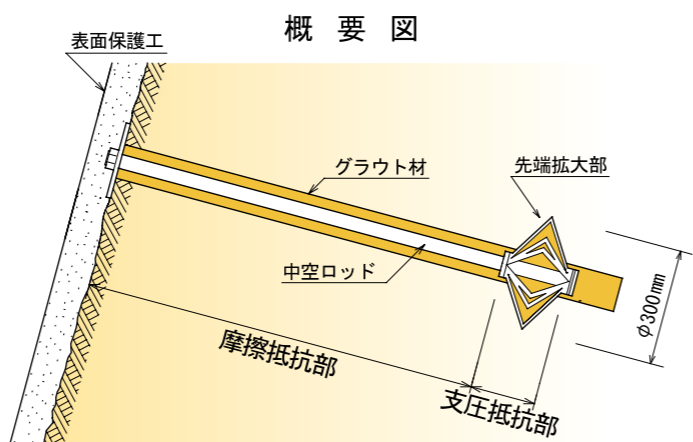 概要図
表面保護工
グラウト材
先端拡大部
中空ロッド
φ300mm
摩擦抵抗部
支圧抵抗部